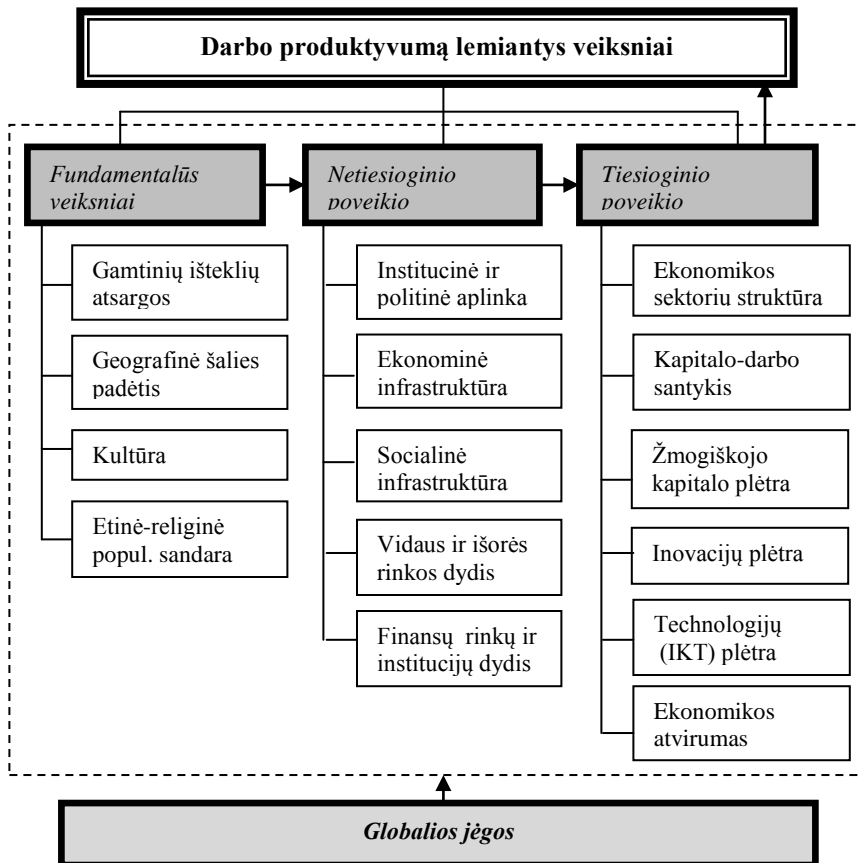 Darbo produktyvumą lemiantys veiksniai
Fundamentalūs
veiksniai
Gamtinių išteklių
atsargos
Geografinė šalies
padėtis
Kultūra
Etinė-religinė
popul. sandara
Netiesioginio
poveikio
Institucinė ir
politinė aplinka
Ekonominė
infrastruktūra
Socialinė
infrastruktūra
Vidaus ir išorės
rinkos dydis
Finansų rinkų ir
institucijų dydis
Tiesioginio
poveikio
Ekonomikos
sektoriu struktūra
Kapitalo-darbo
santykis
Žmogiškojo
kapitalo plėtra
Inovacijų plėtra
Technologijų
(IKT) plėtra
Ekonomikos
atvirumas
Globalios jėgos